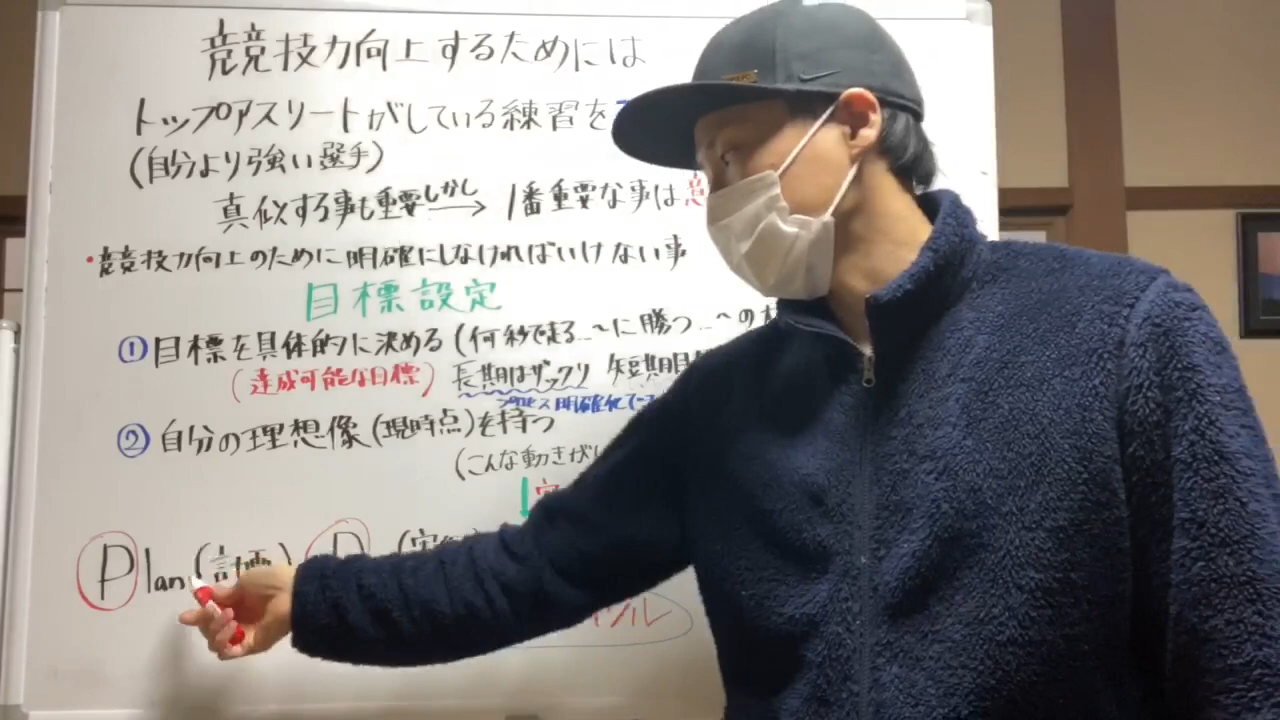 競技力向上するためには
トップアスリートがしている練習を
(自分より強い選手)
真似する事も重要 しかし→ 1番重要な事は意
・競技力向上のために明確にしなければいけない事
目標設定
① 目標を具体的に決める (何秒で走る…〜に勝つ…〜の
(達成可能な目標) 長期はザックリ 短期目標
プロセス明確化で
② 自分の理想像(現時点)を持つ
(こんな動きがし
↓
Plan(計画) D (実行)
イクル